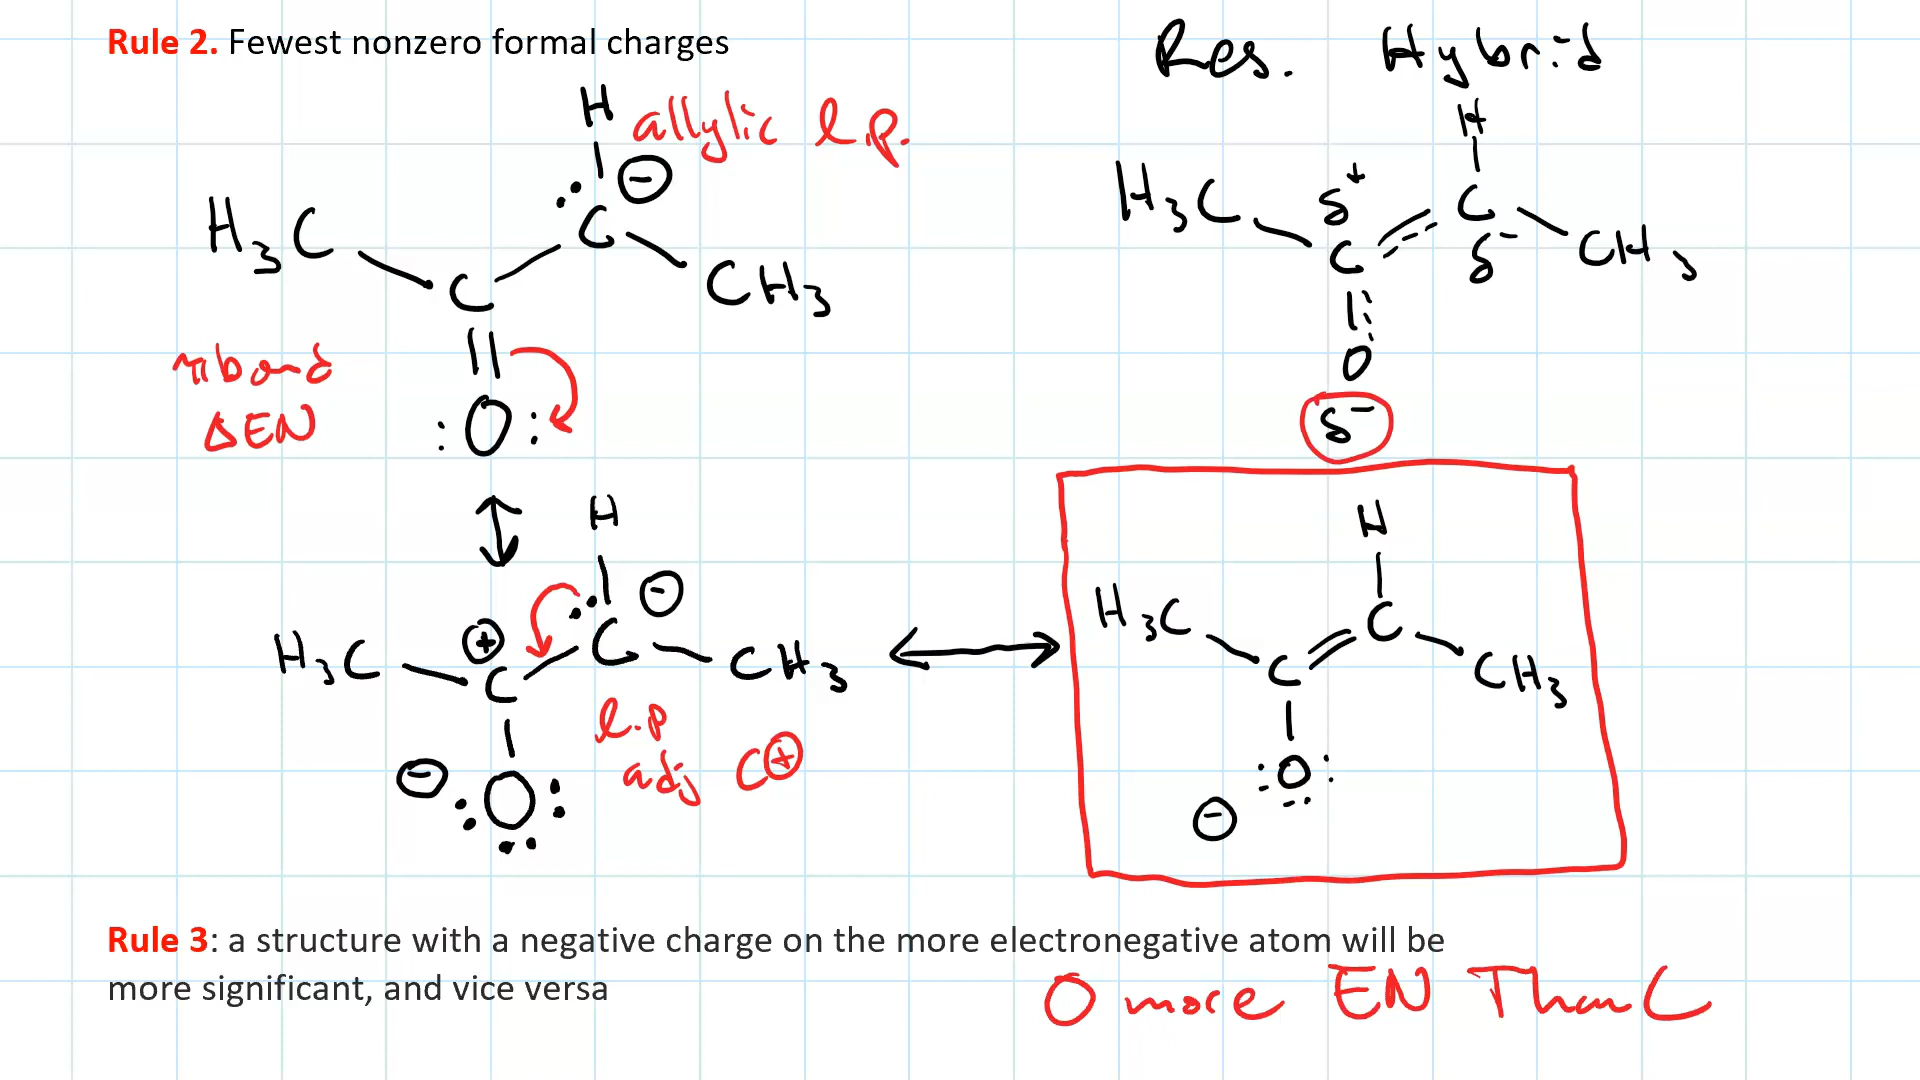 Rule 2. Fewest nonzero formal charges
Res. Hybrid
H
allylic l.p.
⊖
H₃C
C
C
CH₃
π bond
ΔEN
:O:
H
H₃C
δ⁺
C
C
δ⁻
CH₃
O
δ⁻
H
⊖
⊕
H₃C
C
C
CH₃
l.p
adj C⊕
⊖
O
H
H₃C
C
C
CH₃
:O:
⊖
Rule 3: a structure with a negative charge on the more electronegative atom will be
more significant, and vice versa
O more EN Than C